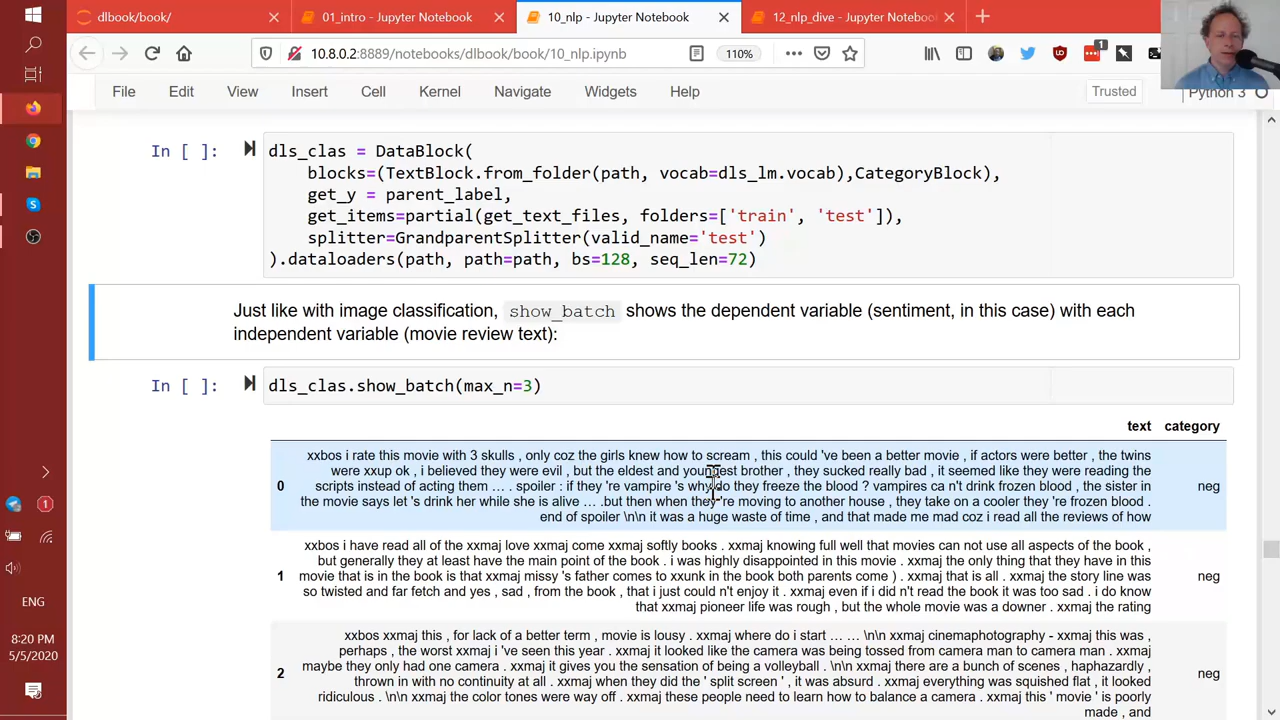 dlbook/book/
01_intro - Jupyter Notebook
10_nlp - Jupyter Notebook
12_nlp_dive - Jupyter Notebook
10.8.0.2:8889/notebooks/dlbook/book/10_nlp.ipynb
110%
1
File Edit View Insert Cell Kernel Navigate Widgets Help
Trusted
Python 3
In [ ]:
dls_clas = DataBlock(
blocks=(TextBlock.from_folder(path, vocab=dls_lm.vocab),CategoryBlock),
get_y = parent_label,
get_items=partial(get_text_files, folders=['train', 'test']),
splitter=GrandparentSplitter(valid_name='test')
).dataloaders(path, path=path, bs=128, seq_len=72)
Just like with image classification, show_batch shows the dependent variable (sentiment, in this case) with each
independent variable (movie review text):
In [ ]:
dls_clas.show_batch(max_n=3)
text category
xxbos i rate this movie with 3 skulls , only coz the girls knew how to scream , this could 've been a better movie , if actors were better , the twins
were xxup ok , i believed they were evil , but the eldest and youngest brother , they sucked really bad , it seemed like they were reading the
0 scripts instead of acting them … . spoiler : if they 're vampire 's why do they freeze the blood ? vampires ca n't drink frozen blood , the sister in neg
the movie says let 's drink her while she is alive … .but then when they 're moving to another house , they take on a cooler they 're frozen blood .
end of spoiler \n\n it was a huge waste of time , and that made me mad coz i read all the reviews of how
xxbos i have read all of the xxmaj love xxmaj come xxmaj softly books . xxmaj knowing full well that movies can not use all aspects of the book ,
but generally they at least have the main point of the book . i was highly disappointed in this movie . xxmaj the only thing that they have in this
1 movie that is in the book is that xxmaj missy 's father comes to xxunk in the book both parents come ) . xxmaj that is all . xxmaj the story line was neg
so twisted and far fetch and yes , sad , from the book , that i just could n't enjoy it . xxmaj even if i did n't read the book it was too sad . i do know
that xxmaj pioneer life was rough , but the whole movie was a downer . xxmaj the rating
xxbos xxmaj this , for lack of a better term , movie is lousy . xxmaj where do i start … … \n\n xxmaj cinemaphotography - xxmaj this was ,
perhaps , the worst xxmaj i 've seen this year . xxmaj it looked like the camera was being tossed from camera man to camera man . xxmaj
maybe they only had one camera . xxmaj it gives you the sensation of being a volleyball . \n\n xxmaj there are a bunch of scenes , haphazardly ,
2 thrown in with no continuity at all . xxmaj when they did the ' split screen ' , it was absurd . xxmaj everything was squished flat , it looked neg
ridiculous . \n\n xxmaj the color tones were way off . xxmaj these people need to learn how to balance a camera . xxmaj this ' movie ' is poorly
made , and
1
ENG
8:20 PM
5/5/2020